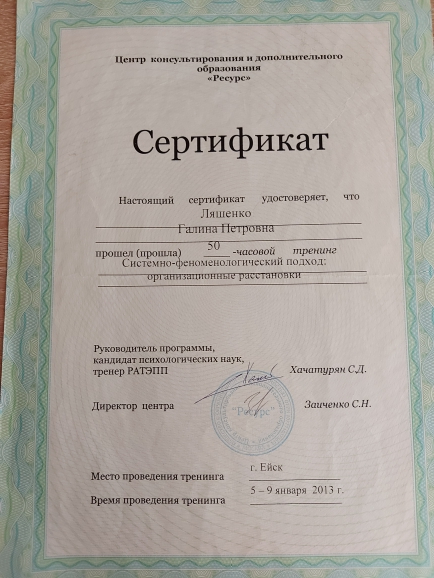 Центр консультирования и дополнительного
образования
«Ресурс»
Сертификат
Настоящий сертификат удостоверяет, что
Ляшенко
Галина Петровна
прошел (прошла) 50 -часовой тренинг
Системно-феноменологический подход:
организационные расстановки
Руководитель программы,
кандидат психологических наук,
тренер РАТЭПП Хачатурян С.Д.
Директор центра Заиченко С.Н.
"Ресурс"
Место проведения тренинга г. Ейск
Время проведения тренинга 5 – 9 января 2013 г.